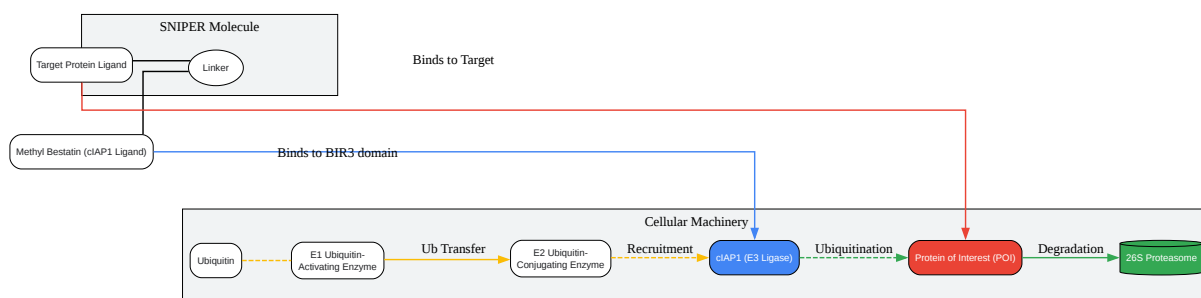 SNIPER Molecule
Target Protein Ligand
Linker
Binds to Target
Methyl Bestatin (cIAP1 Ligand)
Binds to BIR3 domain
Cellular Machinery
Ubiquitin
E1 Ubiquitin-
Activating Enzyme
Ub Transfer
E2 Ubiquitin-
Conjugating Enzyme
Recruitment
cIAP1 (E3 Ligase)
Ubiquitination
Protein of Interest (POI)
Degradation
26S Proteasome